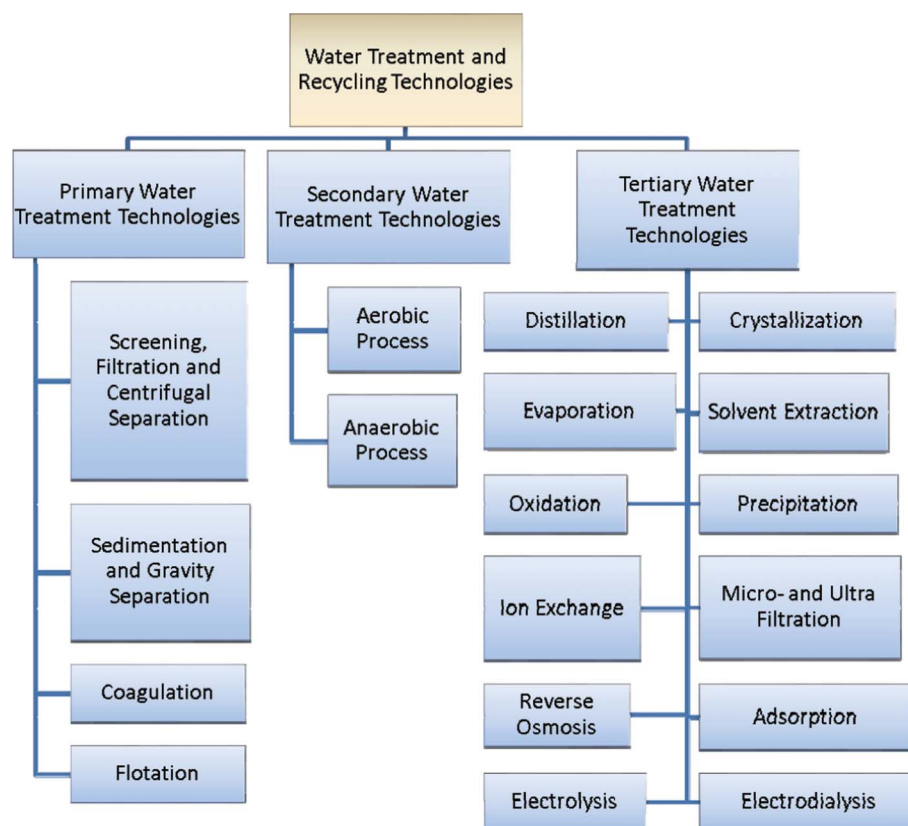 Water Treatment and
Recycling Technologies
Primary Water
Treatment Technologies
Secondary Water
Treatment Technologies
Tertiary Water
Treatment
Technologies
Screening,
Filtration and
Centrifugal
Separation
Sedimentation
and Gravity
Separation
Coagulation
Flotation
Aerobic
Process
Anaerobic
Process
Distillation
Crystallization
Evaporation
Solvent Extraction
Oxidation
Precipitation
Ion Exchange
Micro- and Ultra
Filtration
Reverse
Osmosis
Adsorption
Electrolysis
Electrodialysis